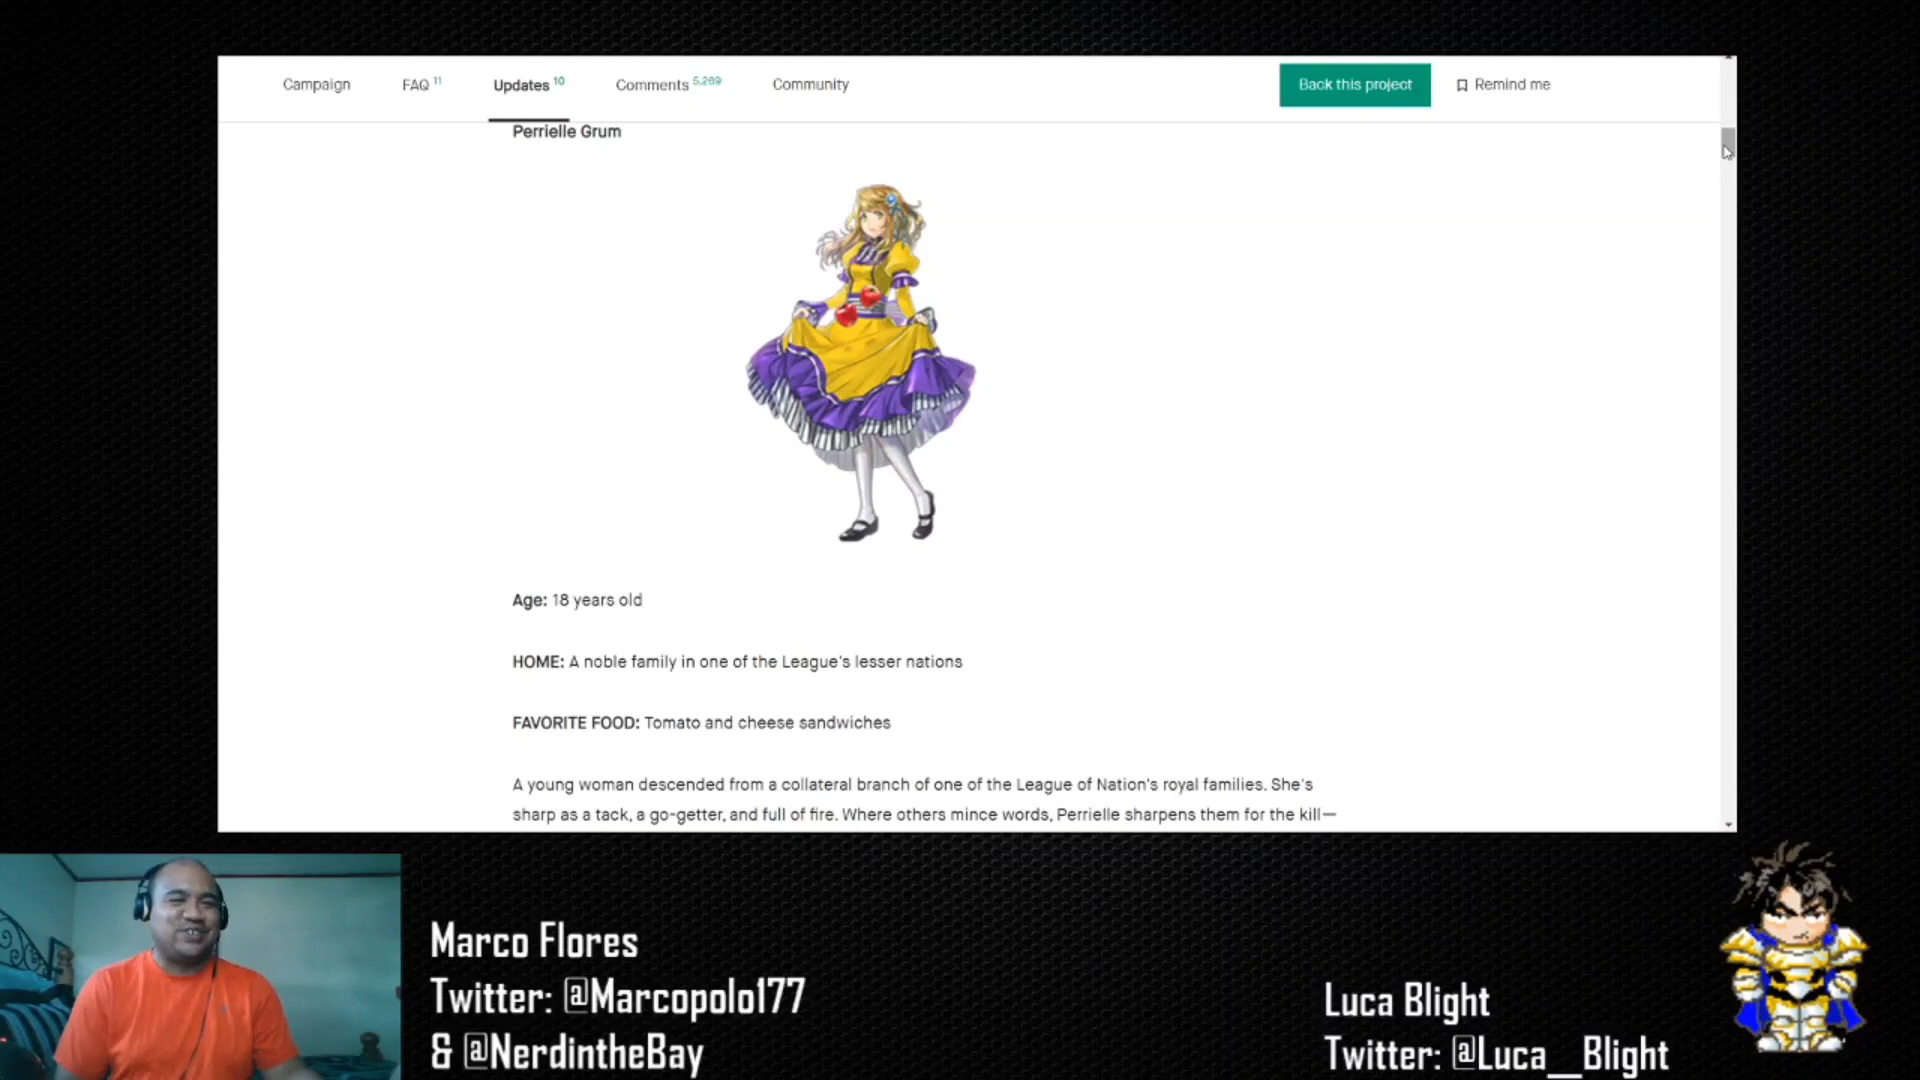 Campaign FAQ 11 Updates 10 Comments 5,269 Community Back this project Remind me
Perrielle Grum
Age: 18 years old
HOME: A noble family in one of the League's lesser nations
FAVORITE FOOD: Tomato and cheese sandwiches
A young woman descended from a collateral branch of one of the League of Nation's royal families. She's
sharp as a tack, a go-getter, and full of fire. Where others mince words, Perrielle sharpens them for the kill—
Marco Flores
Twitter: @Marcopolo177
& @NerdintheBay
Luca Blight
Twitter: @Luca__Blight